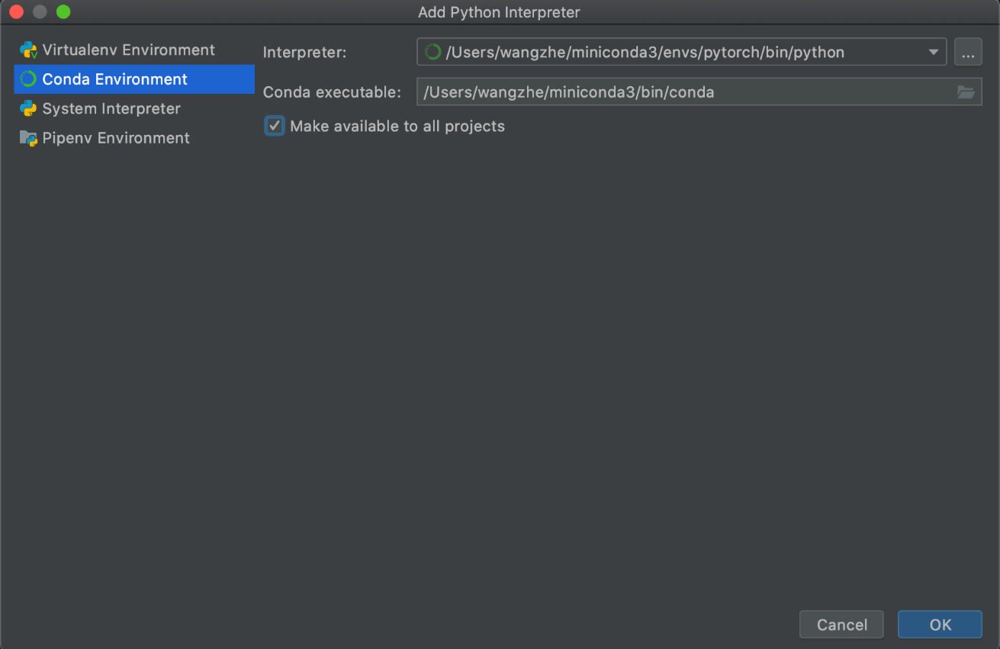 Add Python Interpreter
Virtualenv Environment
Conda Environment
System Interpreter
Pipenv Environment
Interpreter:
/Users/wangzhe/miniconda3/envs/pytorch/bin/python
...
Conda executable:
/Users/wangzhe/miniconda3/bin/conda
Make available to all projects
Cancel
OK